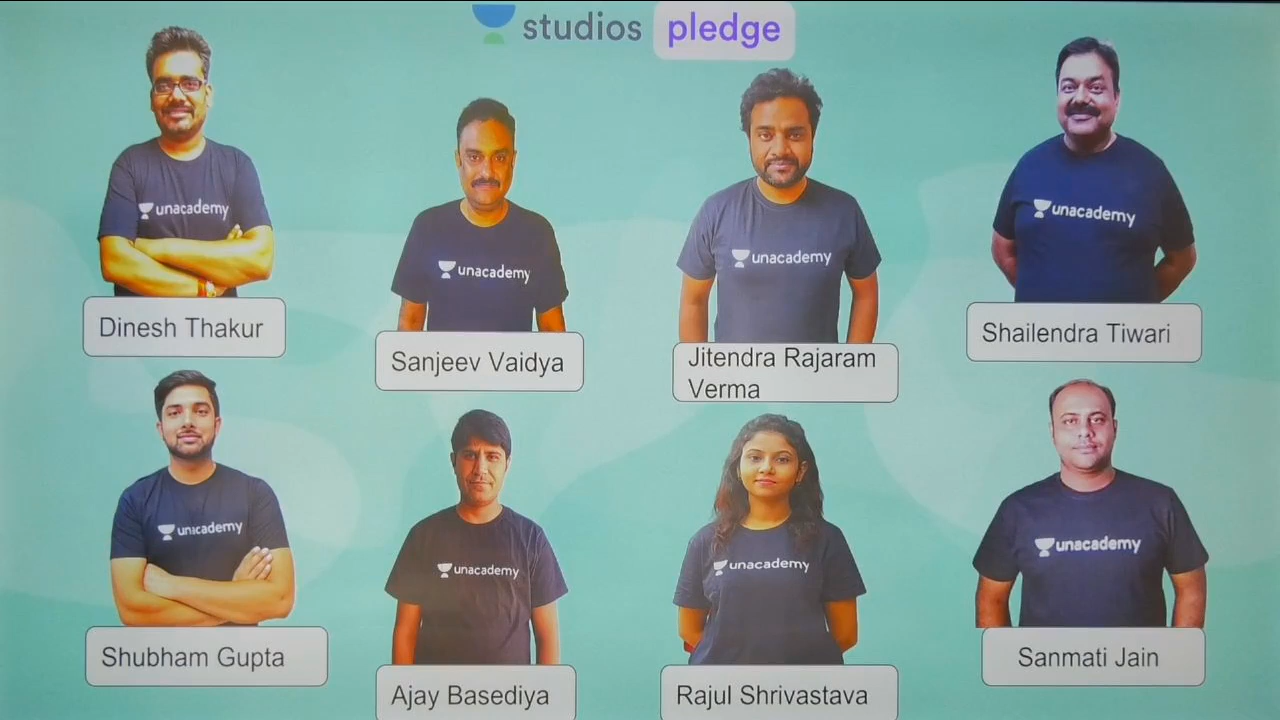 studios pledge
unacademy
unacademy
unacademy
unacademy
Dinesh Thakur
Sanjeev Vaidya
Jitendra Rajaram
Verma
Shailendra Tiwari
unacademy
unacademy
unacademy
unacademy
Shubham Gupta
Ajay Basediya
Rajul Shrivastava
Sanmati Jain